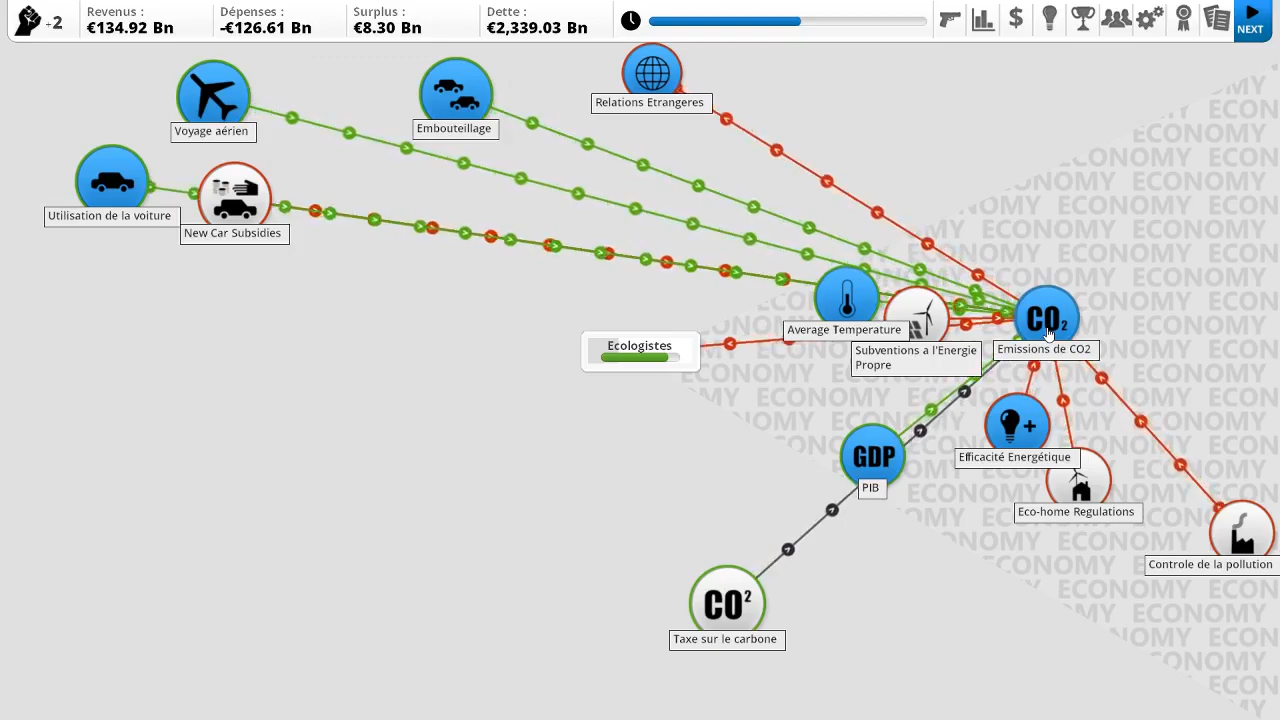 +2
Revenus :
€134.92 Bn
Dépenses :
-€126.61 Bn
Surplus :
€8.30 Bn
Dette :
€2,339.03 Bn
NEXT
Relations Etrangeres
Embouteillage
Voyage aérien
Utilisation de la voiture
New Car Subsidies
Average Temperature
Ecologistes
Subventions a l'Energie
Propre
CO2
Emissions de CO2
GDP
PIB
Efficacité Energétique
Eco-home Regulations
Controle de la pollution
CO²
Taxe sur le carbone
ECONOMY